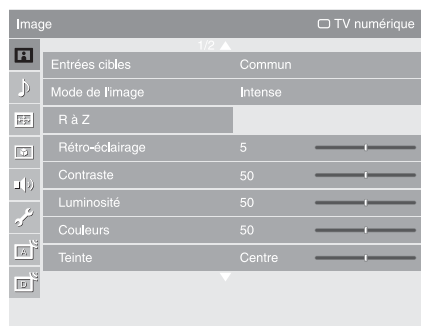 Image TV numérique
1/2
Entrées cibles Commun
Mode de l'image Intense
R à Z
Rétro-éclairage 5
Contraste 50
Luminosité 50
Couleurs 50
Teinte Centre
A
D